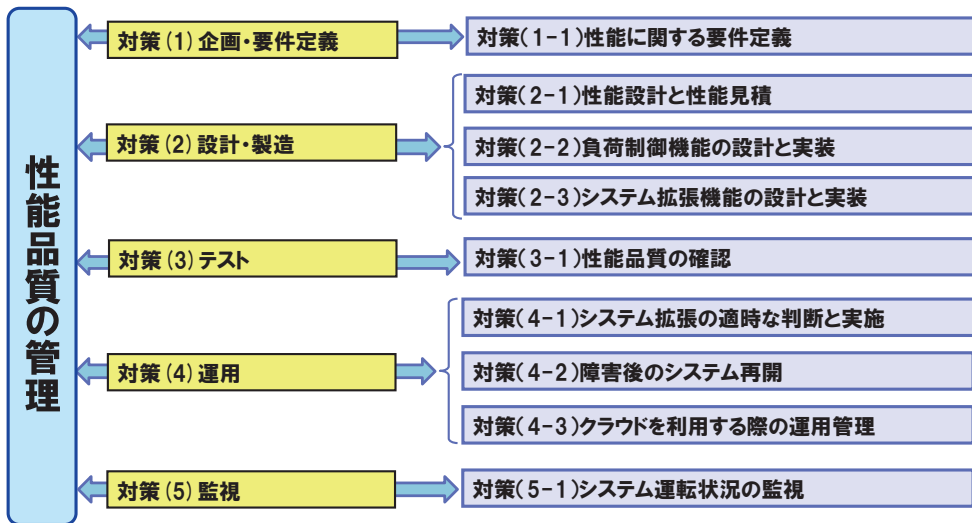 性能品質の管理
対策(1)企画・要件定義
対策(1-1)性能に関する要件定義
対策(2)設計・製造
対策(2-1)性能設計と性能見積
対策(2-2)負荷制御機能の設計と実装
対策(2-3)システム拡張機能の設計と実装
対策(3)テスト
対策(3-1)性能品質の確認
対策(4)運用
対策(4-1)システム拡張の適時な判断と実施
対策(4-2)障害後のシステム再開
対策(4-3)クラウドを利用する際の運用管理
対策(5)監視
対策(5-1)システム運転状況の監視